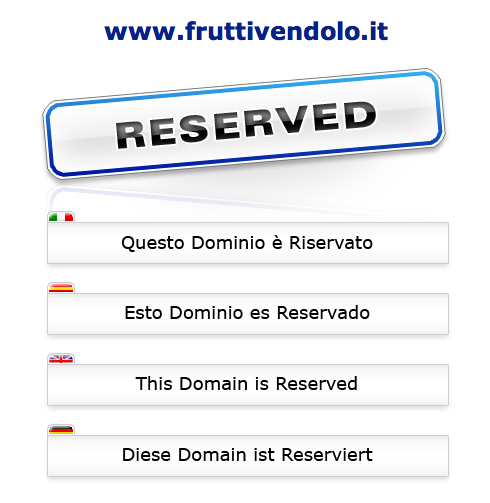 www.fruttivendolo.it
RESERVED
Questo Dominio è Riservato
Esto Dominio es Reservado
This Domain is Reserved
Diese Domain ist Reserviert